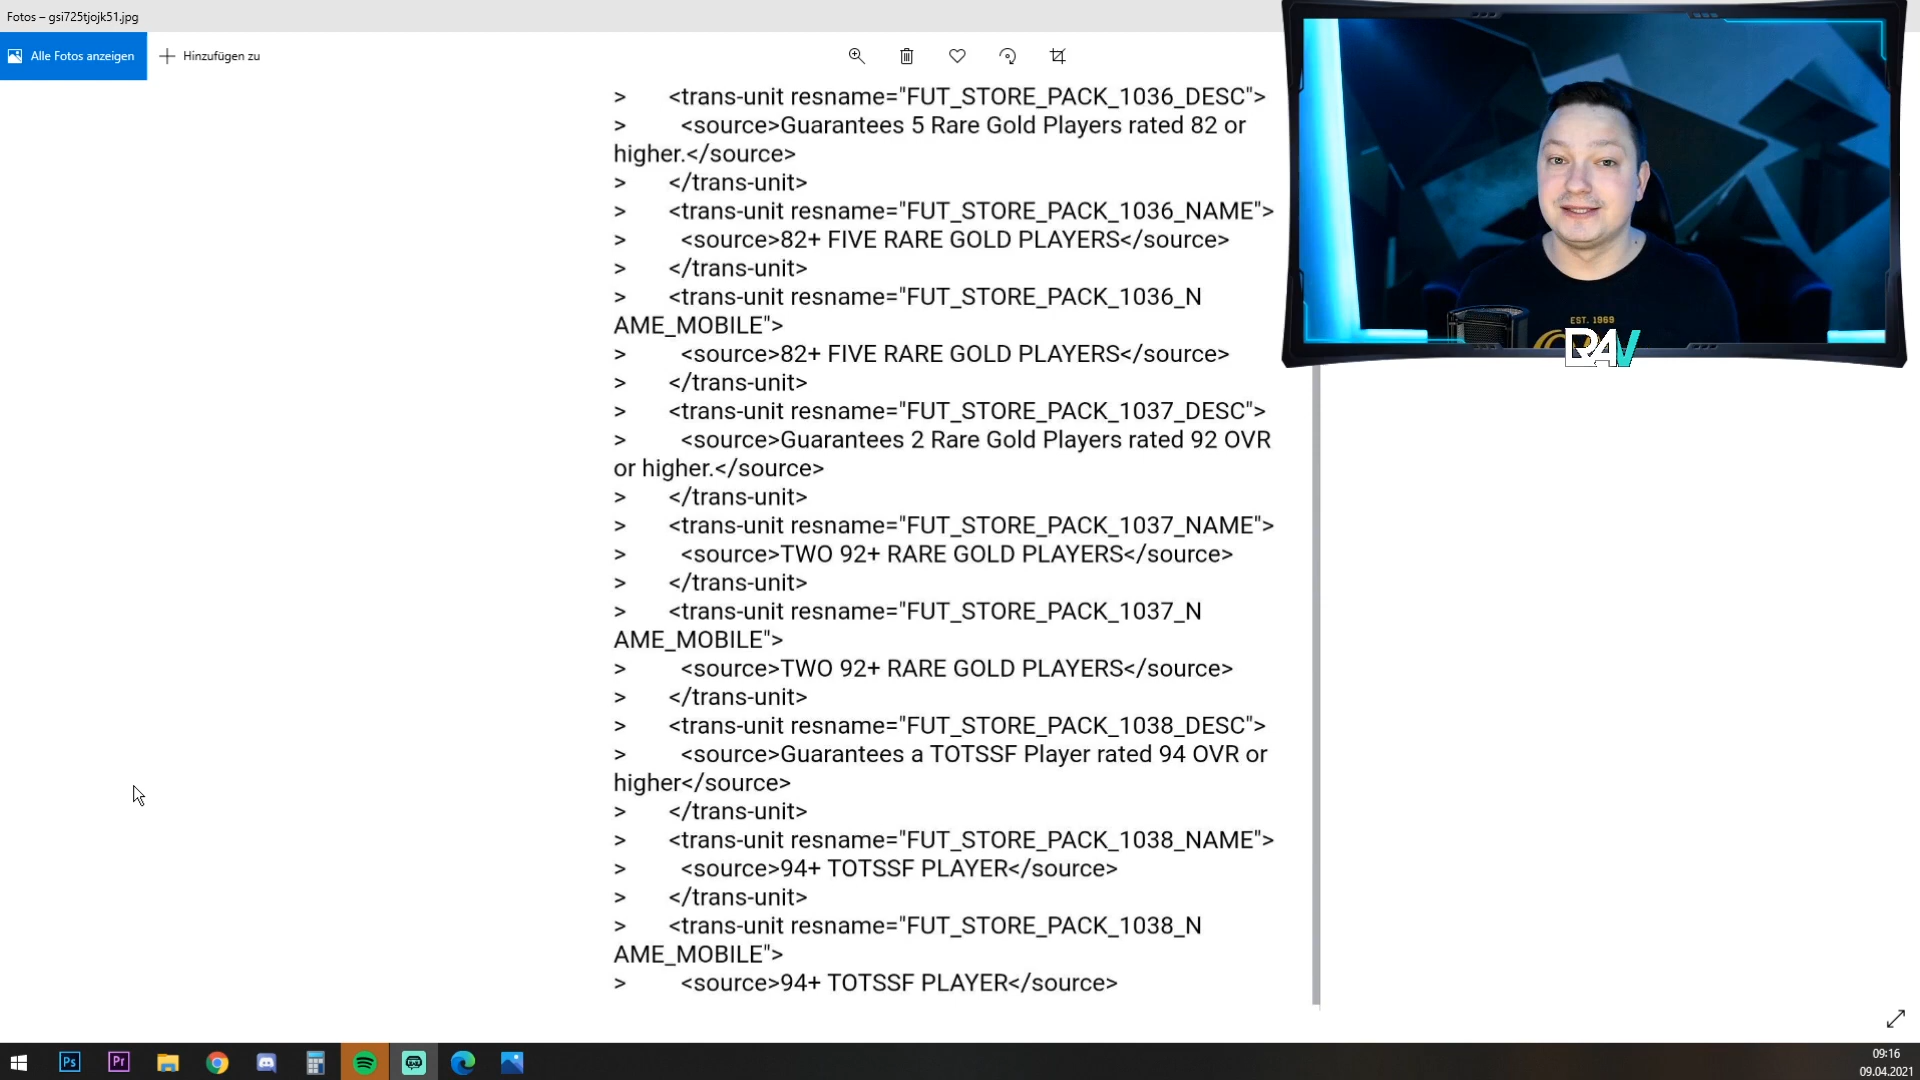 Fotos – gsi725tjojk51.jpg
Alle Fotos anzeigen
Hinzufügen zu
> <trans-unit resname="FUT_STORE_PACK_1036_DESC">
> <source>Guarantees 5 Rare Gold Players rated 82 or
higher.</source>
> </trans-unit>
> <trans-unit resname="FUT_STORE_PACK_1036_NAME">
> <source>82+ FIVE RARE GOLD PLAYERS</source>
> </trans-unit>
> <trans-unit resname="FUT_STORE_PACK_1036_N
AME_MOBILE">
> <source>82+ FIVE RARE GOLD PLAYERS</source>
> </trans-unit>
> <trans-unit resname="FUT_STORE_PACK_1037_DESC">
> <source>Guarantees 2 Rare Gold Players rated 92 OVR
or higher.</source>
> </trans-unit>
> <trans-unit resname="FUT_STORE_PACK_1037_NAME">
> <source>TWO 92+ RARE GOLD PLAYERS</source>
> </trans-unit>
> <trans-unit resname="FUT_STORE_PACK_1037_N
AME_MOBILE">
> <source>TWO 92+ RARE GOLD PLAYERS</source>
> </trans-unit>
> <trans-unit resname="FUT_STORE_PACK_1038_DESC">
> <source>Guarantees a TOTSSF Player rated 94 OVR or
higher</source>
> </trans-unit>
> <trans-unit resname="FUT_STORE_PACK_1038_NAME">
> <source>94+ TOTSSF PLAYER</source>
> </trans-unit>
> <trans-unit resname="FUT_STORE_PACK_1038_N
AME_MOBILE">
> <source>94+ TOTSSF PLAYER</source>
EST. 1969
DAV
Ps
Pr
09:16
09.04.2021